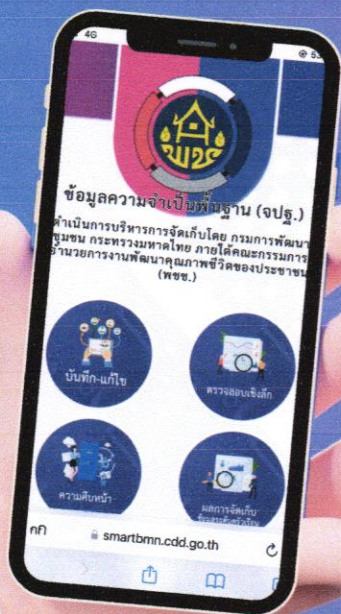 4G
พชช
ข้อมูลความจำเป็นพื้นฐาน (จปฐ.)
ดำเนินการบริหารการจัดเก็บโดย กรมการพัฒนา
ชุมชน กระทรวงมหาดไทย ภายใต้คณะกรรมการ
อำนวยการงานพัฒนาคุณภาพชีวิตของประชาชน
(พชช.)
บันทึก-แก้ไข
ตรวจสอบเชิงลึก
ความคืบหน้า
ผลการจัดเก็บ
กก
smartbmn.cdd.go.th